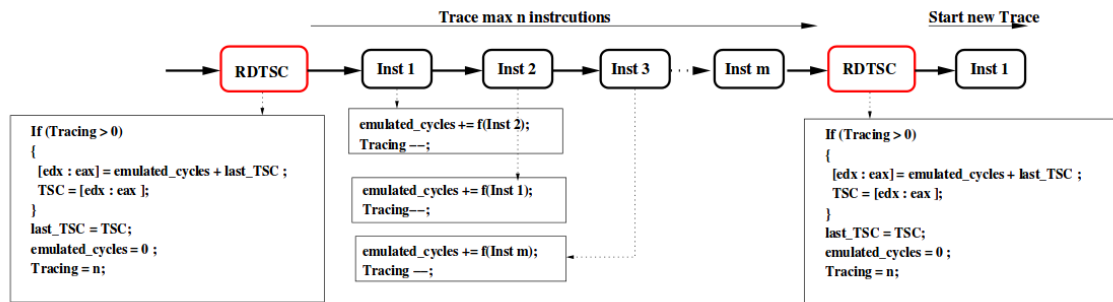 Trace max n instrcutions
Start new Trace
RDTSC
Inst 1
Inst 2
Inst 3
Inst m
RDTSC
Inst 1
If (Tracing > 0)
{
[edx : eax] = emulated_cycles + last_TSC ;
TSC = [edx : eax ];
}
last_TSC = TSC;
emulated_cycles = 0 ;
Tracing = n;
emulated_cycles += f(Inst 2);
Tracing −−;
emulated_cycles += f(Inst 1);
Tracing−−;
emulated_cycles += f(Inst m);
Tracing −−;
If (Tracing > 0)
{
[edx : eax] = emulated_cycles + last_TSC ;
TSC = [edx : eax ];
}
last_TSC = TSC;
emulated_cycles = 0 ;
Tracing = n;